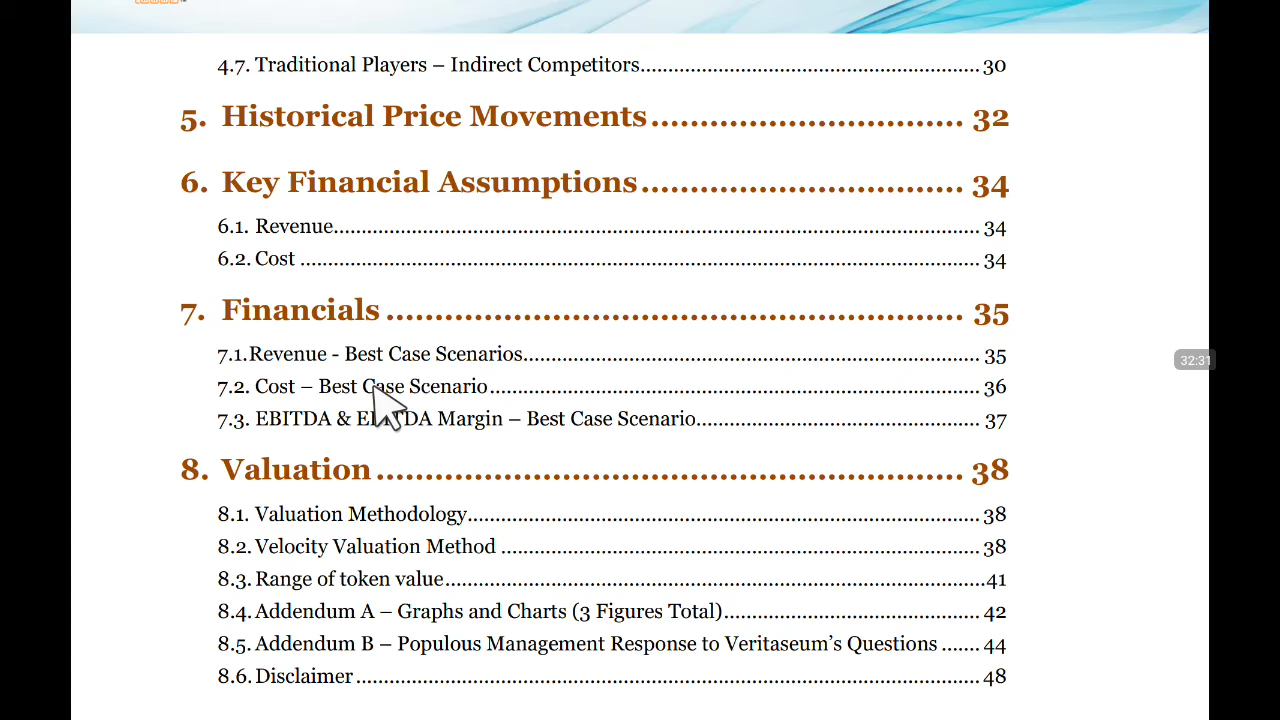 4.7. Traditional Players – Indirect Competitors....................................................................30
5. Historical Price Movements................................ 32
6. Key Financial Assumptions................................. 34
6.1. Revenue.................................................................................................................. 34
6.2. Cost ........................................................................................................................ 34
7. Financials ............................................................ 35
7.1.Revenue - Best Case Scenarios................................................................................ 35
7.2. Cost – Best Case Scenario...................................................................................... 36
7.3. EBITDA & EBITDA Margin – Best Case Scenario.................................................. 37
8. Valuation............................................................. 38
8.1. Valuation Methodology.......................................................................................... 38
8.2. Velocity Valuation Method .................................................................................... 38
8.3. Range of token value...............................................................................................41
8.4. Addendum A – Graphs and Charts (3 Figures Total)............................................. 42
8.5. Addendum B – Populous Management Response to Veritaseum’s Questions ....... 44
8.6. Disclaimer .............................................................................................................. 48
32:31